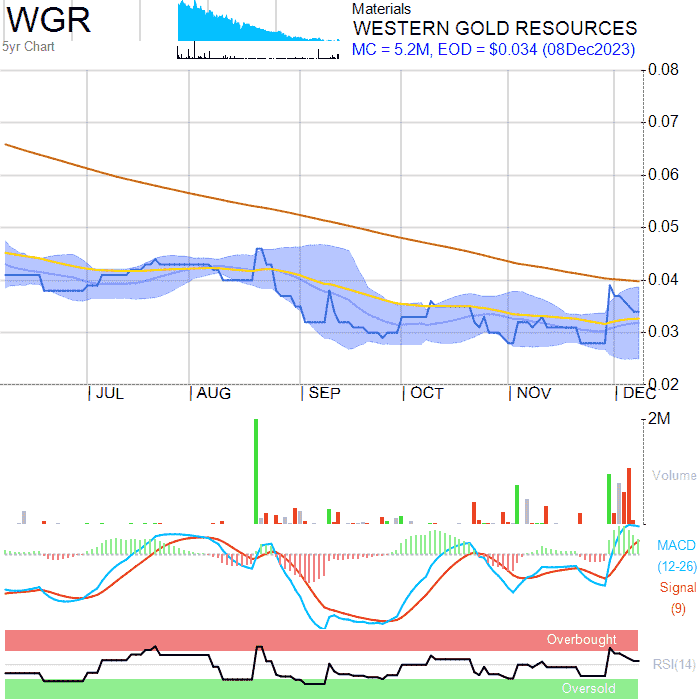 WGR
5yr Chart
Materials
WESTERN GOLD RESOURCES
MC = 5.2M, EOD = $0.034 (08Dec2023)
0.08
0.07
0.06
0.05
0.04
0.03
0.02
JUL AUG SEP OCT NOV DEC
2M
Volume
MACD
(12-26)
Signal
(9)
Overbought
RSI(14)
Oversold